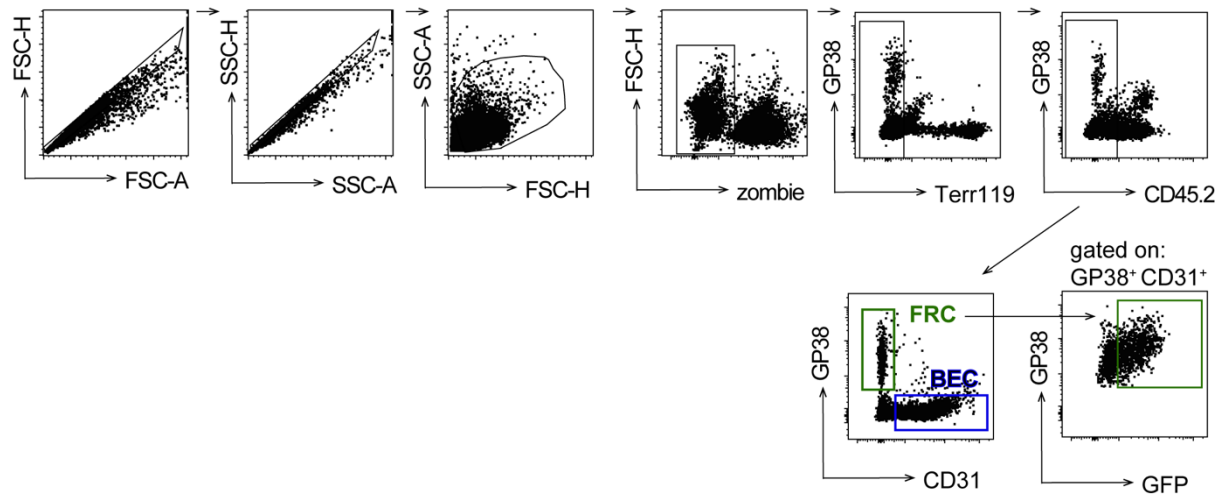 FSC-H
FSC-A
SSC-H
SSC-A
SSC-A
FSC-H
FSC-H
zombie
GP38
Terr119
GP38
CD45.2
GP38
FRC
BEC
CD31
gated on:
GP38⁺ CD31⁺
GP38
GFP